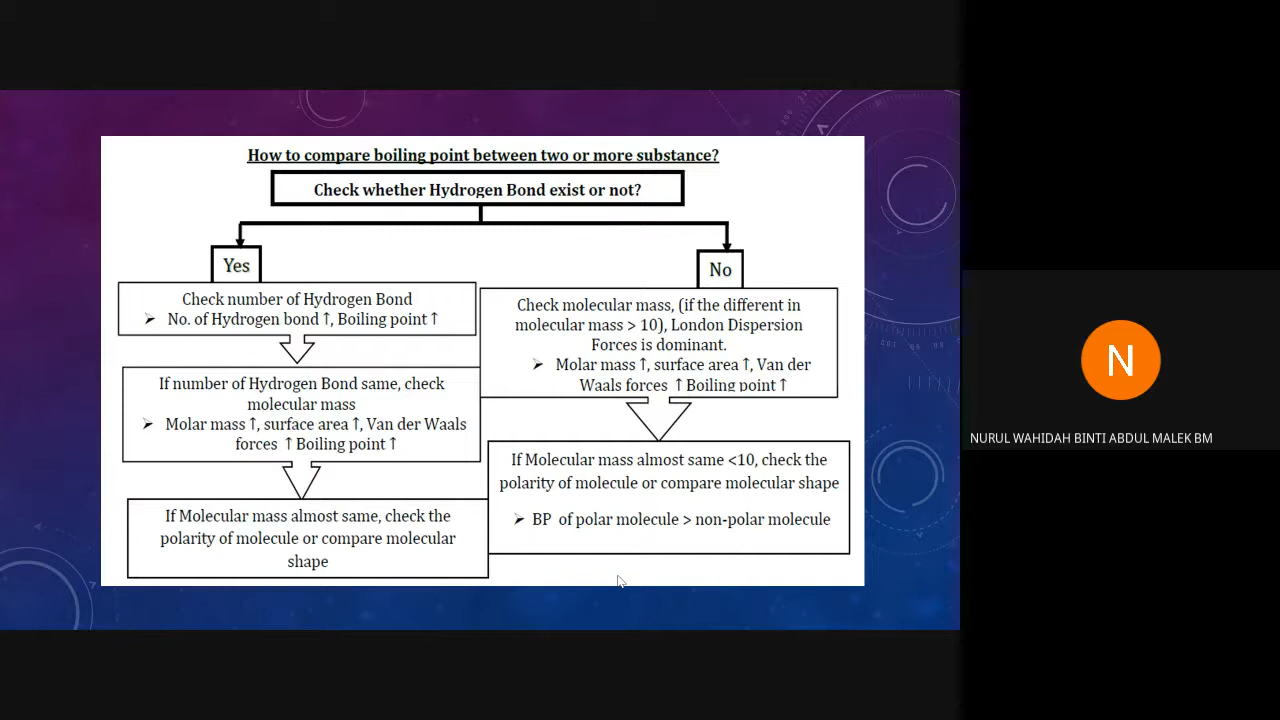 How to compare boiling point between two or more substance?
Check whether Hydrogen Bond exist or not?
Yes
Check number of Hydrogen Bond
➢ No. of Hydrogen bond ↑, Boiling point ↑
If number of Hydrogen Bond same, check
molecular mass
➢ Molar mass ↑, surface area ↑, Van der Waals
forces ↑ Boiling point ↑
If Molecular mass almost same, check the
polarity of molecule or compare molecular
shape
No
Check molecular mass, (if the different in
molecular mass > 10), London Dispersion
Forces is dominant.
➢ Molar mass ↑, surface area ↑, Van der
Waals forces ↑ Boiling point ↑
If Molecular mass almost same <10, check the
polarity of molecule or compare molecular shape
➢ BP of polar molecule > non-polar molecule
N
NURUL WAHIDAH BINTI ABDUL MALEK BM